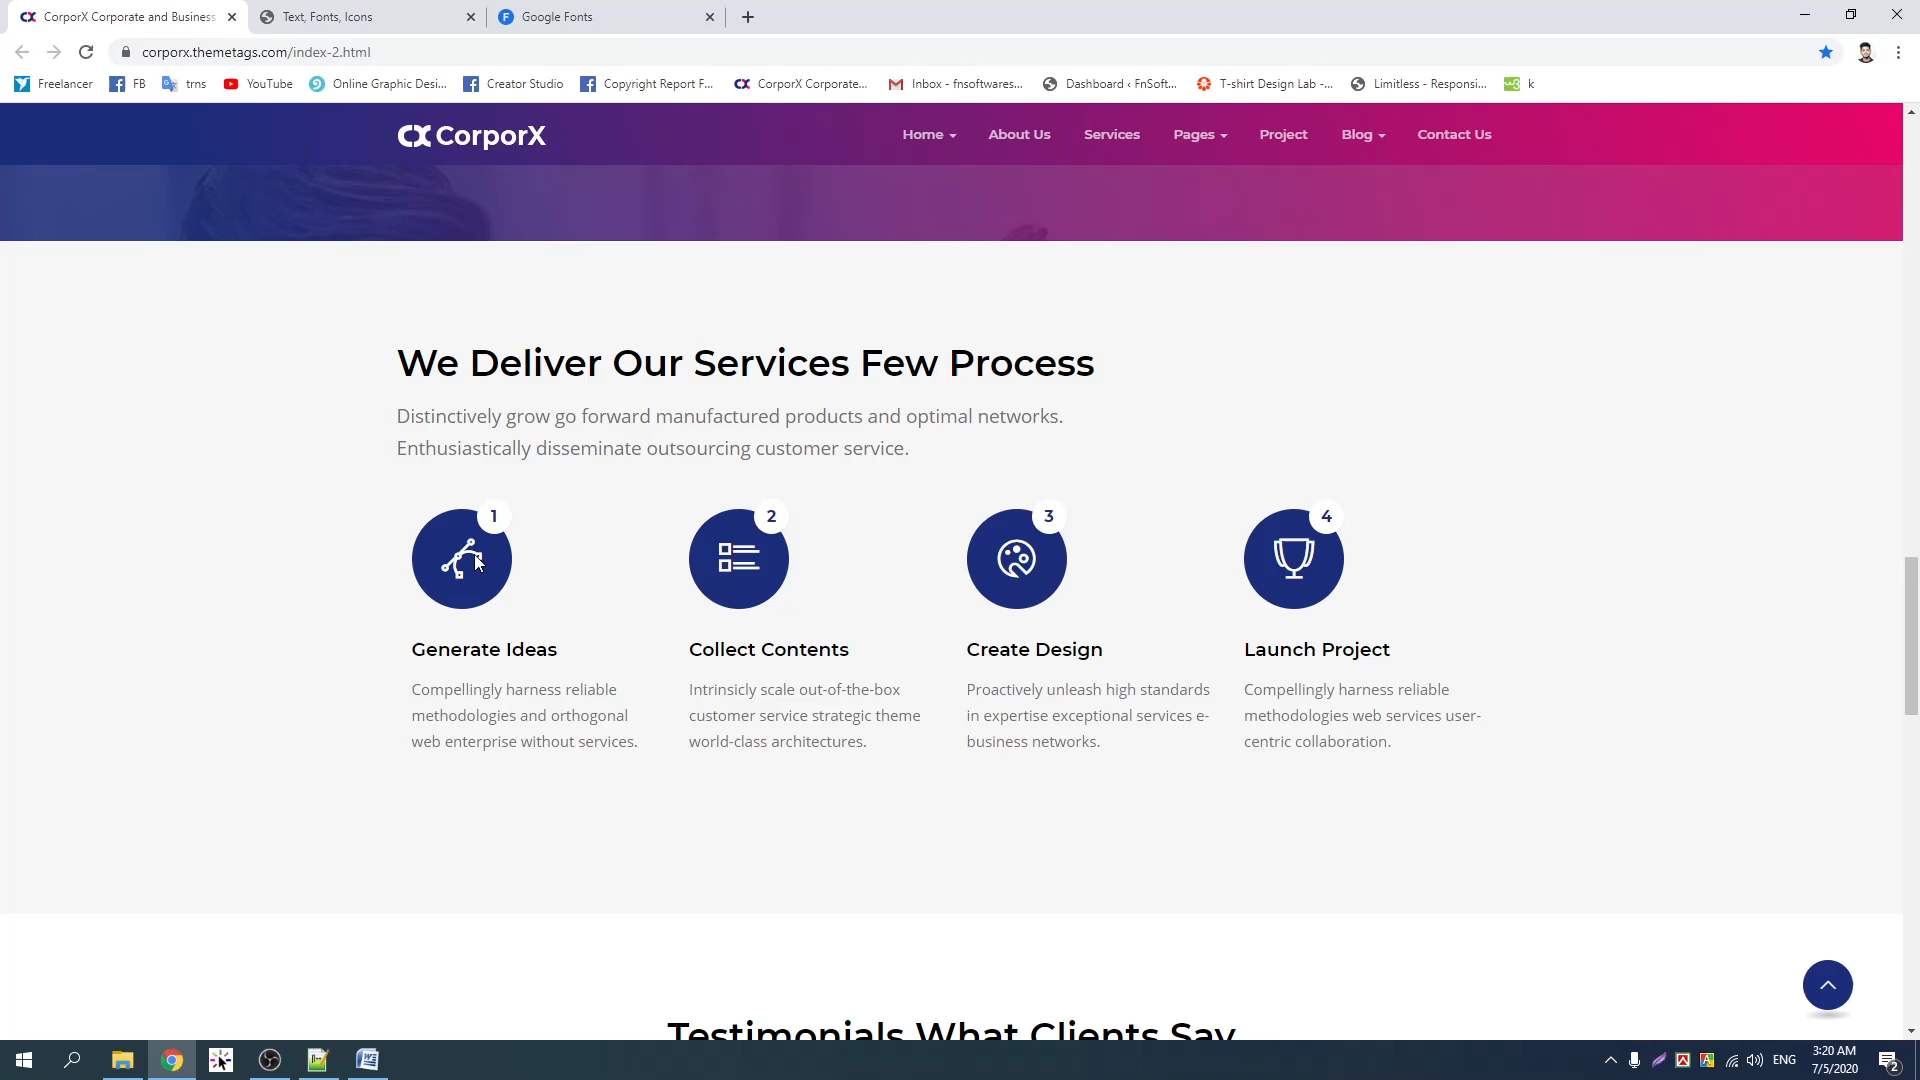 CorporX Corporate and Business
Text, Fonts, Icons
Google Fonts
corporx.themetags.com/index-2.html
Freelancer
FB
trns
YouTube
Online Graphic Desi...
Creator Studio
Copyright Report F...
CorporX Corporate...
Inbox - fnsoftwares...
Dashboard ‹ FnSoft...
T-shirt Design Lab -...
Limitless - Responsi...
k
CorporX
Home
About Us
Services
Pages
Project
Blog
Contact Us
We Deliver Our Services Few Process
Distinctively grow go forward manufactured products and optimal networks.
Enthusiastically disseminate outsourcing customer service.
1
2
3
4
Generate Ideas
Compellingly harness reliable
methodologies and orthogonal
web enterprise without services.
Collect Contents
Intrinsicly scale out-of-the-box
customer service strategic theme
world-class architectures.
Create Design
Proactively unleash high standards
in expertise exceptional services e-
business networks.
Launch Project
Compellingly harness reliable
methodologies web services user-
centric collaboration.
Testimonials What Clients Say
ENG
3:20 AM
7/5/2020
2